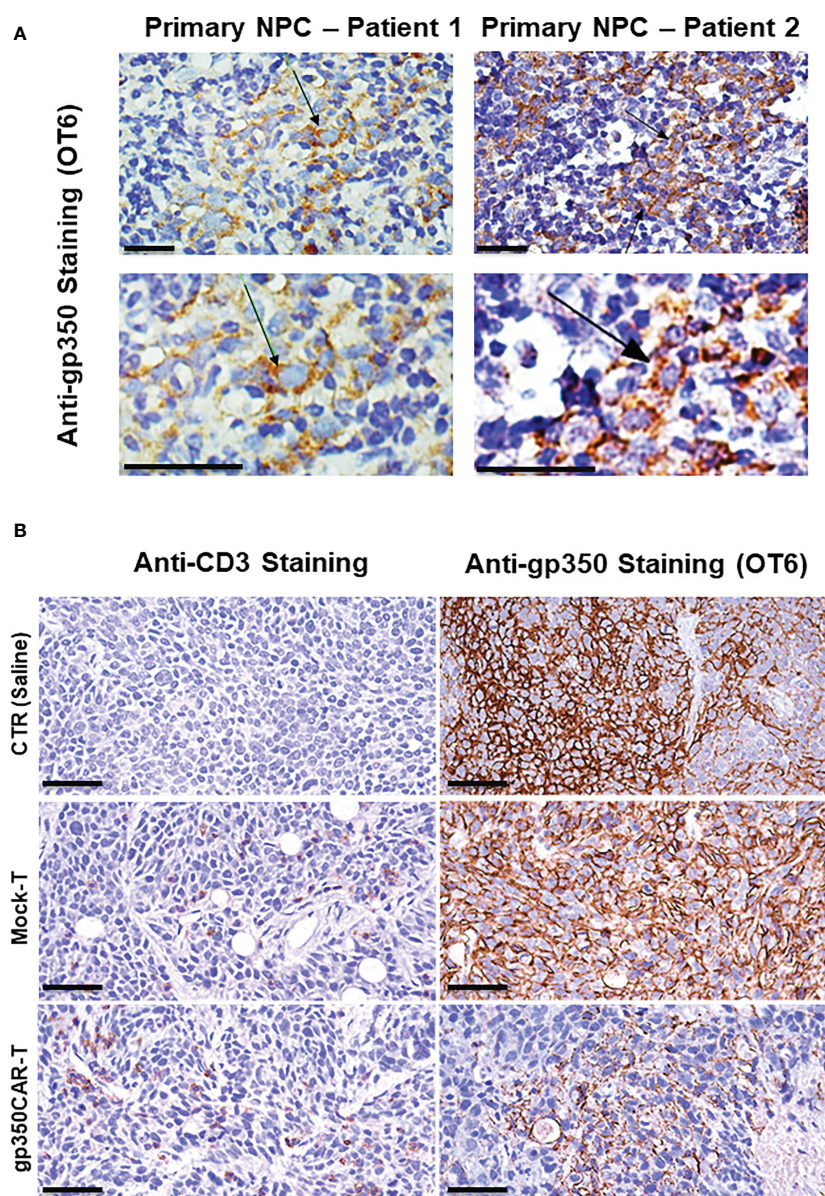 A
Primary NPC – Patient 1
Primary NPC – Patient 2
Anti-gp350 Staining (OT6)
B
Anti-CD3 Staining
Anti-gp350 Staining (OT6)
CTR (Saline)
Mock-T
gp350CAR-T